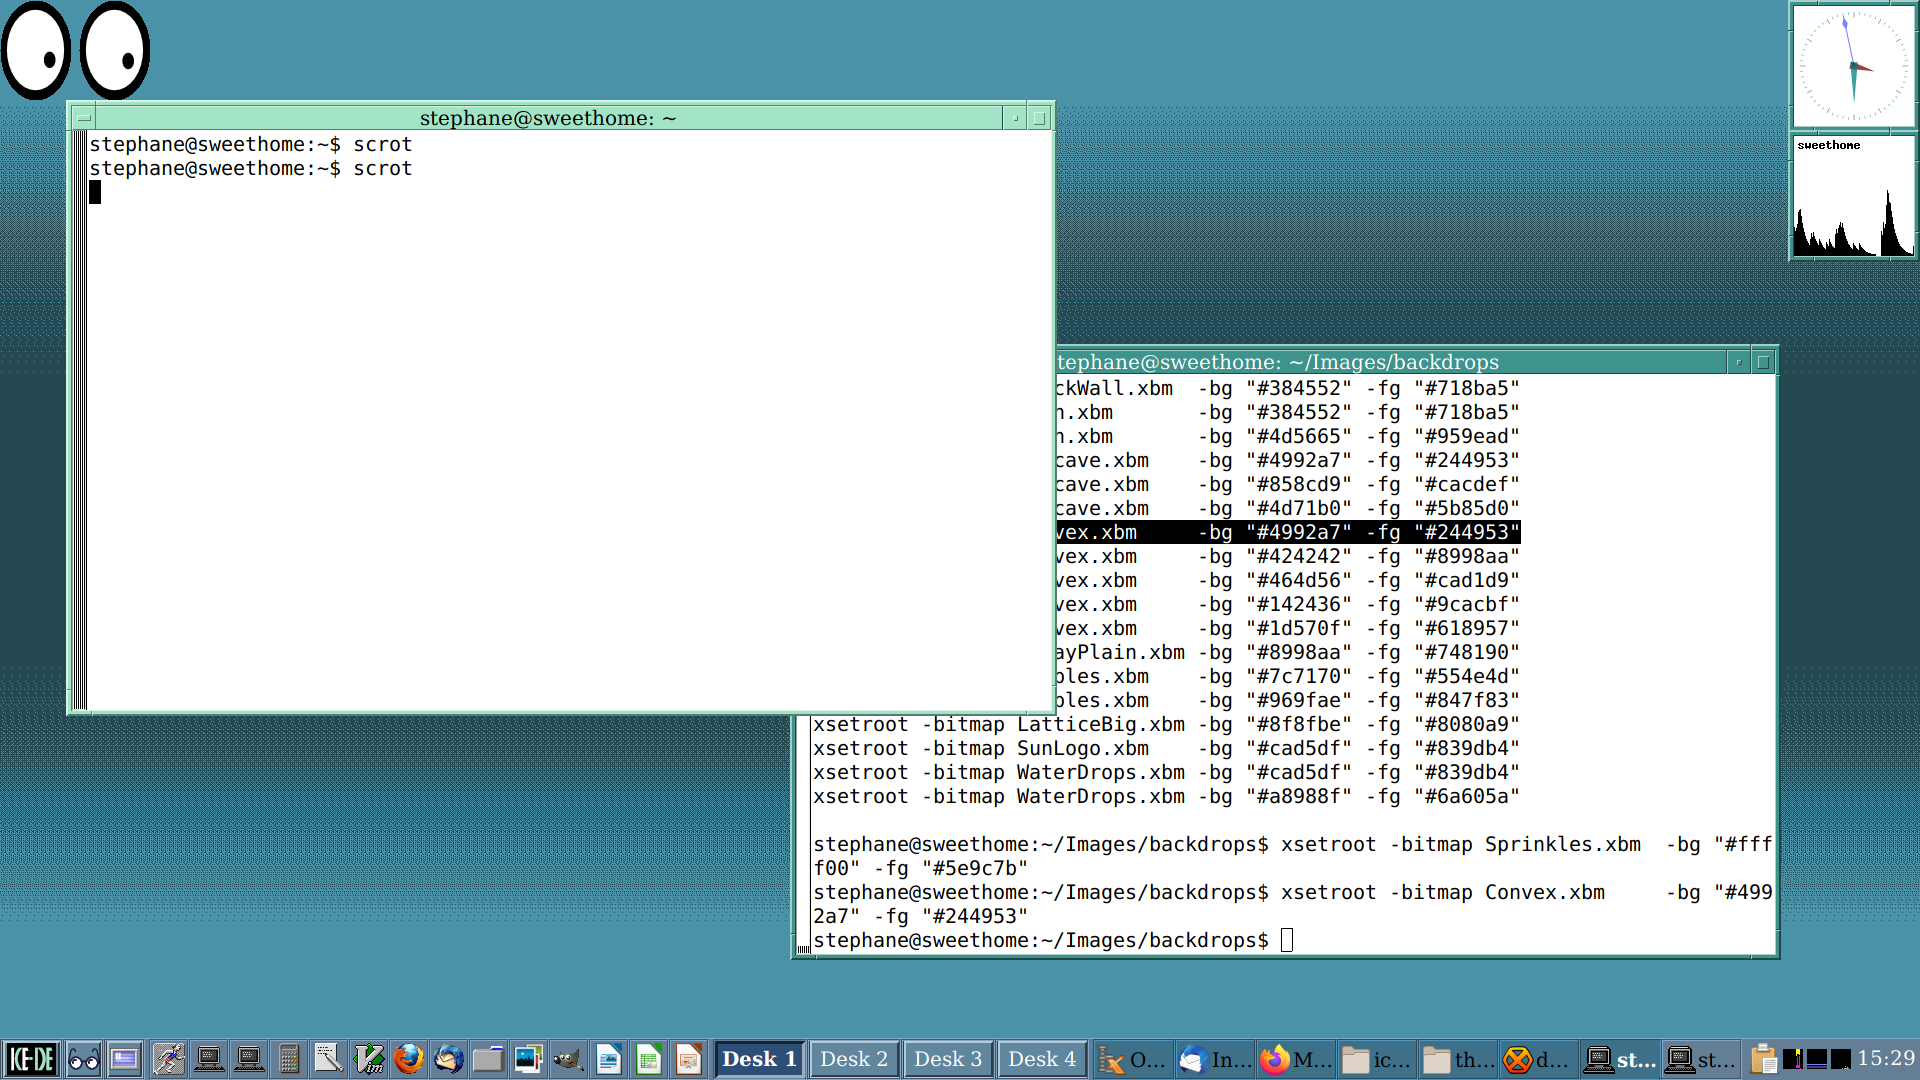 stephane@sweethome: ~
stephane@sweethome:~$ scrot
stephane@sweethome:~$ scrot
sweethome
tephane@sweethome: ~/Images/backdrops
ckWall.xbm  -bg "#384552" -fg "#718ba5"
n.xbm       -bg "#384552" -fg "#718ba5"
n.xbm       -bg "#4d5665" -fg "#959ead"
cave.xbm    -bg "#4992a7" -fg "#244953"
cave.xbm    -bg "#858cd9" -fg "#cacdef"
cave.xbm    -bg "#4d71b0" -fg "#5b85d0"
vex.xbm     -bg "#4992a7" -fg "#244953"
vex.xbm     -bg "#424242" -fg "#8998aa"
vex.xbm     -bg "#464d56" -fg "#cad1d9"
vex.xbm     -bg "#142436" -fg "#9cacbf"
vex.xbm     -bg "#1d570f" -fg "#618957"
ayPlain.xbm -bg "#8998aa" -fg "#748190"
bles.xbm    -bg "#7c7170" -fg "#554e4d"
bles.xbm    -bg "#969fae" -fg "#847f83"
xsetroot -bitmap LatticeBig.xbm -bg "#8f8fbe" -fg "#8080a9"
xsetroot -bitmap SunLogo.xbm    -bg "#cad5df" -fg "#839db4"
xsetroot -bitmap WaterDrops.xbm -bg "#cad5df" -fg "#839db4"
xsetroot -bitmap WaterDrops.xbm -bg "#a8988f" -fg "#6a605a"
stephane@sweethome:~/Images/backdrops$ xsetroot -bitmap Sprinkles.xbm  -bg "#fff
f00" -fg "#5e9c7b"
stephane@sweethome:~/Images/backdrops$ xsetroot -bitmap Convex.xbm     -bg "#499
2a7" -fg "#244953"
stephane@sweethome:~/Images/backdrops$
ICE-DE Vim Desk 1 Desk 2 Desk 3 Desk 4 O... In... M... ic... th... d... st... st... 15:29